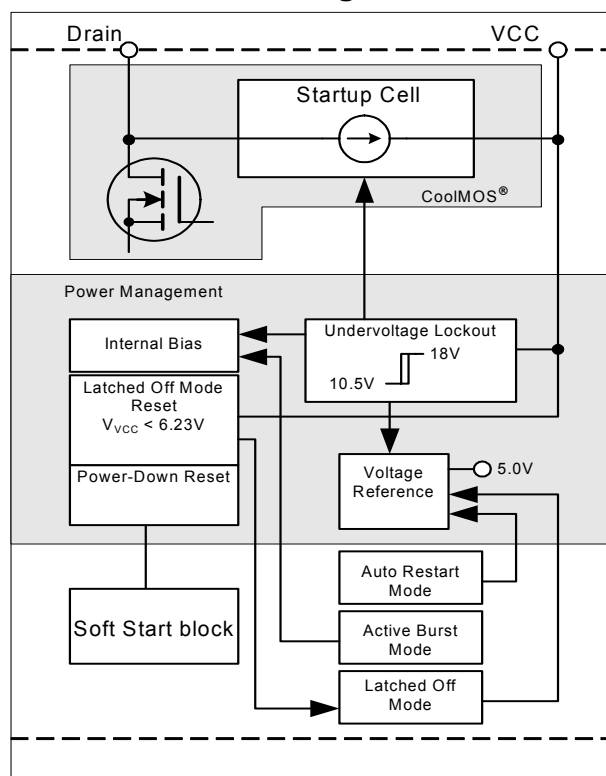 Drain
VCC
Startup Cell
CoolMOS®
Power Management
Internal Bias
Undervoltage Lockout
18V
10.5V
Latched Off Mode
Reset
VVCC < 6.23V
Power-Down Reset
Voltage
Reference
5.0V
Auto Restart
Mode
Soft Start block
Active Burst
Mode
Latched Off
Mode